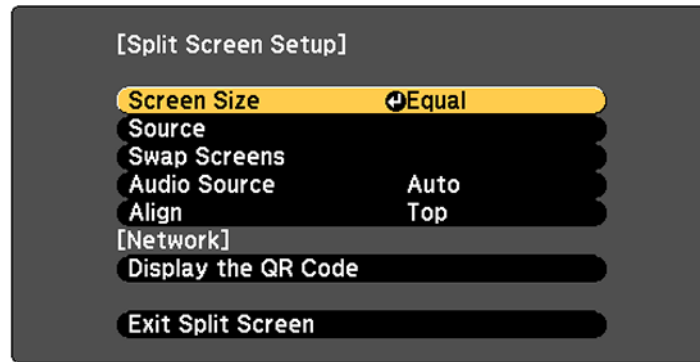 [Split Screen Setup]
Screen Size Equal
Source
Swap Screens
Audio Source Auto
Align Top
[Network]
Display the QR Code
Exit Split Screen